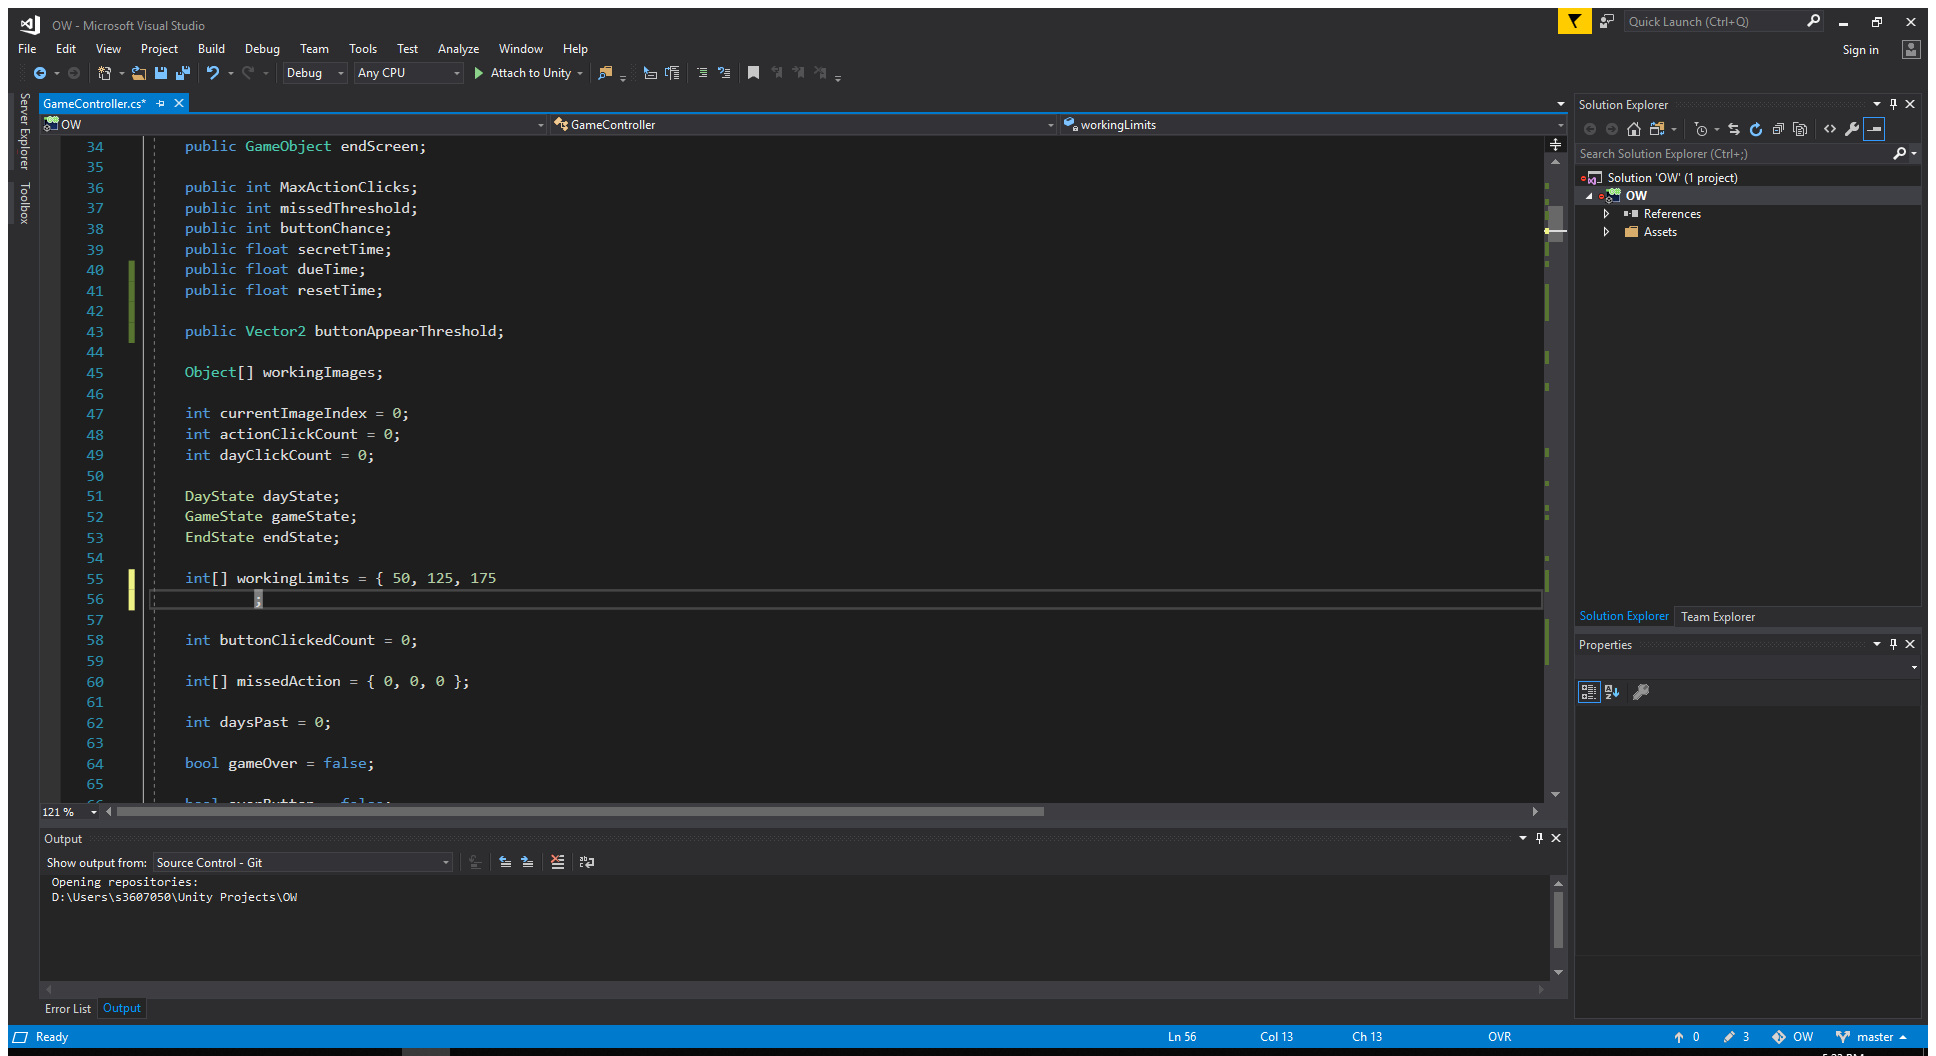 OW - Microsoft Visual Studio
Quick Launch (Ctrl+Q)
File Edit View Project Build Debug Team Tools Test Analyze Window Help
Sign in
Debug Any CPU Attach to Unity
Server Explorer
Toolbox
GameController.cs*
OW GameController workingLimits
34 public GameObject endScreen;
35
36 public int MaxActionClicks;
37 public int missedThreshold;
38 public int buttonChance;
39 public float secretTime;
40 public float dueTime;
41 public float resetTime;
42
43 public Vector2 buttonAppearThreshold;
44
45 Object[] workingImages;
46
47 int currentImageIndex = 0;
48 int actionClickCount = 0;
49 int dayClickCount = 0;
50
51 DayState dayState;
52 GameState gameState;
53 EndState endState;
54
55 int[] workingLimits = { 50, 125, 175
56 ;
57
58 int buttonClickedCount = 0;
59
60 int[] missedAction = { 0, 0, 0 };
61
62 int daysPast = 0;
63
64 bool gameOver = false;
65
121 %
Output
Show output from: Source Control - Git
Opening repositories:
D:\Users\s3607050\Unity Projects\OW
Error List Output
Solution Explorer
Search Solution Explorer (Ctrl+;)
Solution 'OW' (1 project)
OW
References
Assets
Solution Explorer Team Explorer
Properties
Ready Ln 56 Col 13 Ch 13 OVR 0 3 OW master